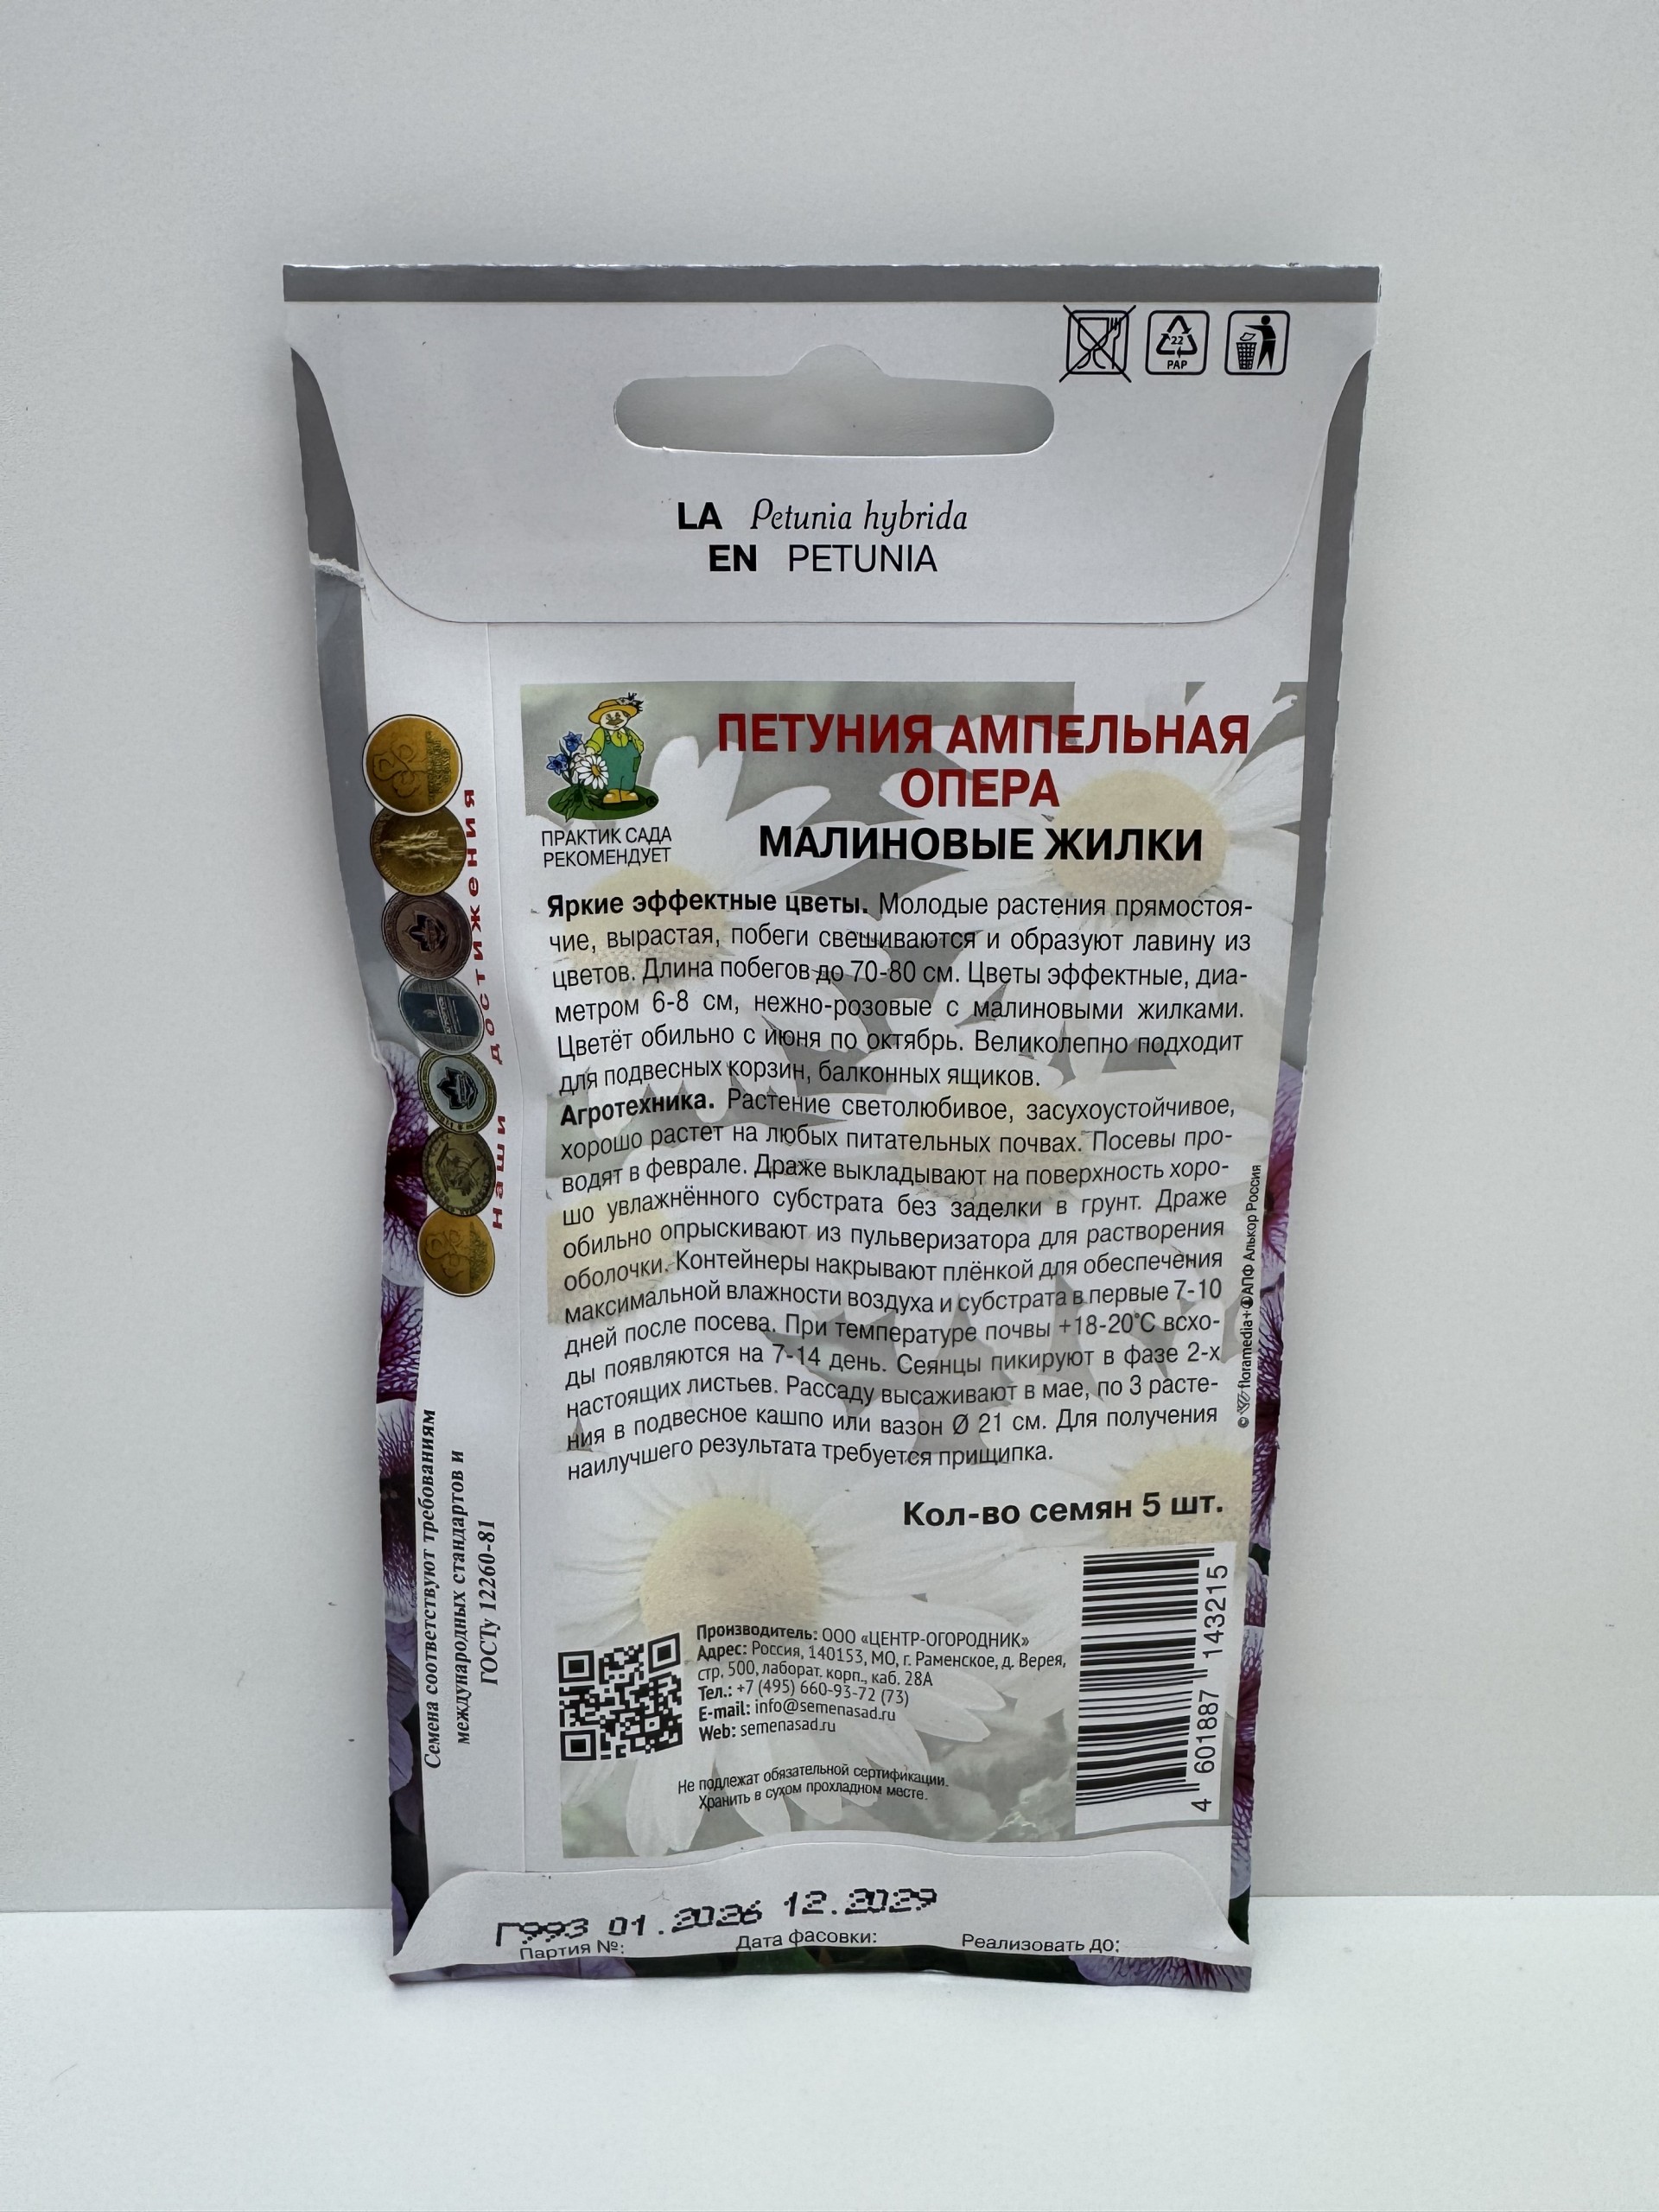 22
PAP
LA Petunia hybrida
EN PETUNIA
ПРАКТИК САДА
РЕКОМЕНДУЕТ
ПЕТУНИЯ АМПЕЛЬНАЯ
ОПЕРА
МАЛИНОВЫЕ ЖИЛКИ
Яркие эффектные цветы. Молодые растения прямостоя-
чие, вырастая, побеги свешиваются и образуют лавину из
цветов. Длина побегов до 70-80 см. Цветы эффектные, диа-
метром 6-8 см, нежно-розовые с малиновыми жилками.
Цветёт обильно с июня по октябрь. Великолепно подходит
для подвесных корзин, балконных ящиков.
Агротехника. Растение светолюбивое, засухоустойчивое,
хорошо растет на любых питательных почвах. Посевы про-
водят в феврале. Драже выкладывают на поверхность хоро-
шо увлажнённого субстрата без заделки в грунт. Драже
обильно опрыскивают из пульверизатора для растворения
оболочки. Контейнеры накрывают плёнкой для обеспечения
максимальной влажности воздуха и субстрата в первые 7-10
дней после посева. При температуре почвы +18-20°С всхо-
ды появляются на 7-14 день. Сеянцы пикируют в фазе 2-х
настоящих листьев. Рассаду высаживают в мае, по 3 расте-
ния в подвесное кашпо или вазон Ø 21 см. Для получения
наилучшего результата требуется прищипка.
Кол-во семян 5 шт.
© floramedia+©АПФ Алькор Россия
наши достижения
Семена соответствуют требованиям
международных стандартов и
ГОСТу 12260-81
Производитель: ООО «ЦЕНТР-ОГОРОДНИК»
Адрес: Россия, 140153, МО, г. Раменское, д. Верея,
стр. 500, лаборат. корп., каб. 28А
Тел.: +7 (495) 660-93-72 (73)
E-mail: info@semenasad.ru
Web: semenasad.ru
Не подлежат обязательной сертификации.
Хранить в сухом прохладном месте.
4 601887 143215
Г993 01.2026 12.2029
Партия №: Дата фасовки: Реализовать до: